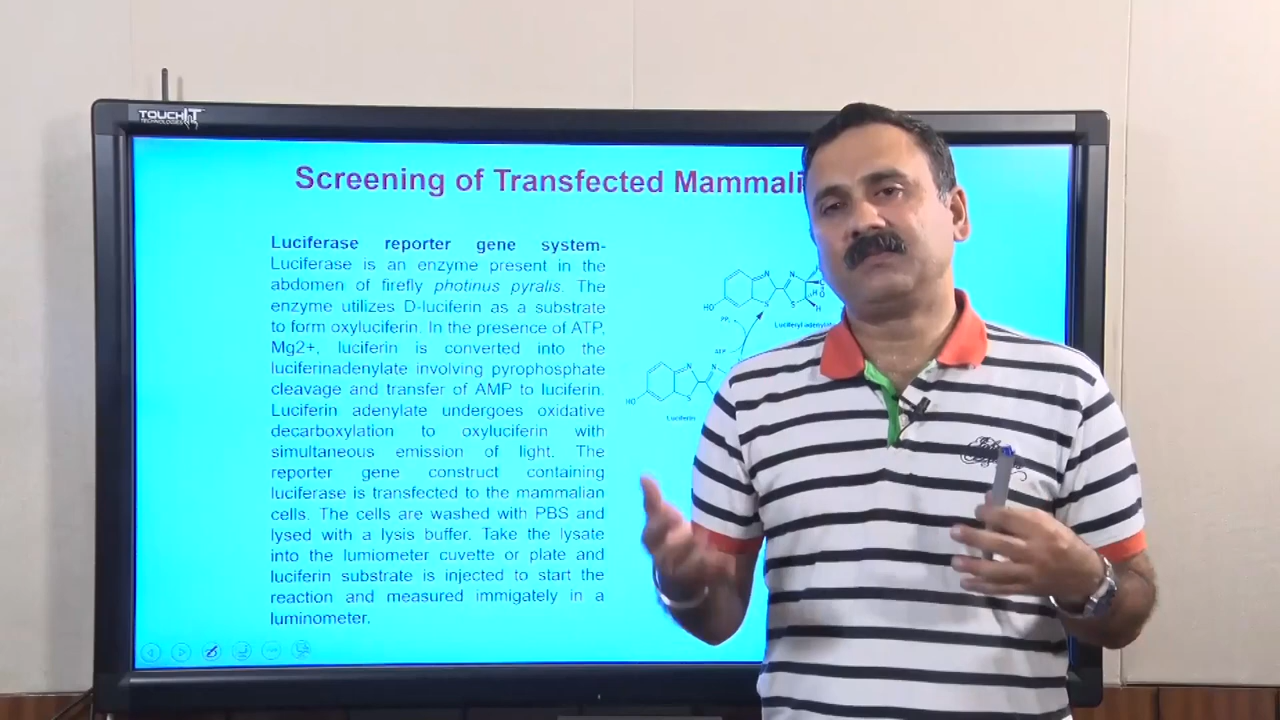 TOUCHIT
TECHNOLOGIES
Screening of Transfected Mammali
Luciferase reporter gene system-
Luciferase is an enzyme present in the
abdomen of firefly photinus pyralis. The
enzyme utilizes D-luciferin as a substrate
to form oxyluciferin. In the presence of ATP,
Mg2+, luciferin is converted into the
luciferinadenylate involving pyrophosphate
cleavage and transfer of AMP to luciferin.
Luciferin adenylate undergoes oxidative
decarboxylation to oxyluciferin with
simultaneous emission of light. The
reporter gene construct containing
luciferase is transfected to the mammalian
cells. The cells are washed with PBS and
lysed with a lysis buffer. Take the lysate
into the lumiometer cuvette or plate and
luciferin substrate is injected to start the
reaction and measured immigately in a
luminometer.
N
N
S
S
H
C
O
H
HO
Luciferyl adenylate
PPi
ATP
N
S
HO
Luciferin